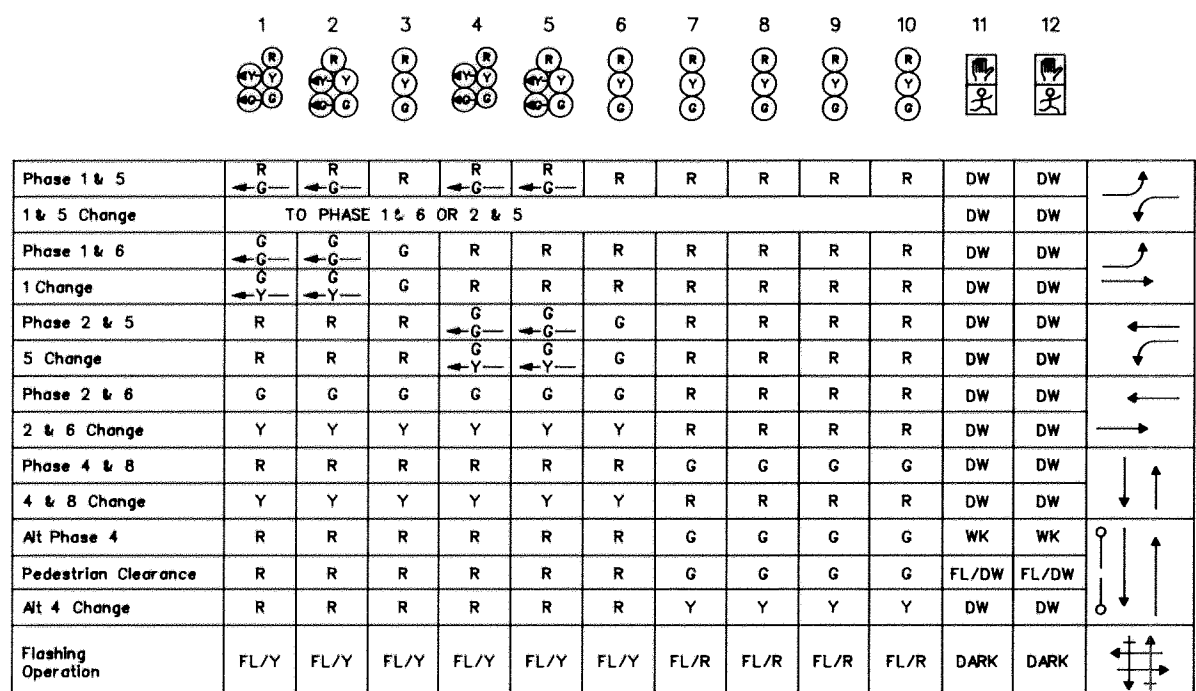 1 2 3 4 5 6 7 8 9 10 11 12
R R R R R R R R R R
Y Y Y Y Y Y Y Y Y Y Y Y Y Y
G G G G G G G G G G G G G G
Phase 1 & 5 R G R G R R G R G R R R R R DW DW
1 & 5 Change TO PHASE 1 & 6 OR 2 & 5 DW DW
Phase 1 & 6 G G G G G R R R R R R R DW DW
1 Change G Y G Y G R R R R R R R DW DW
Phase 2 & 5 R R R G G G G G R R R R DW DW
5 Change R R R G Y G Y G R R R R DW DW
Phase 2 & 6 G G G G G G R R R R DW DW
2 & 6 Change Y Y Y Y Y Y R R R R DW DW
Phase 4 & 8 R R R R R R G G G G DW DW
4 & 8 Change Y Y Y Y Y Y R R R R DW DW
Alt Phase 4 R R R R R R G G G G WK WK
Pedestrian Clearance R R R R R R G G G G FL/DW FL/DW
Alt 4 Change R R R R R R Y Y Y Y DW DW
Flashing
Operation FL/Y FL/Y FL/Y FL/Y FL/Y FL/Y FL/R FL/R FL/R FL/R DARK DARK